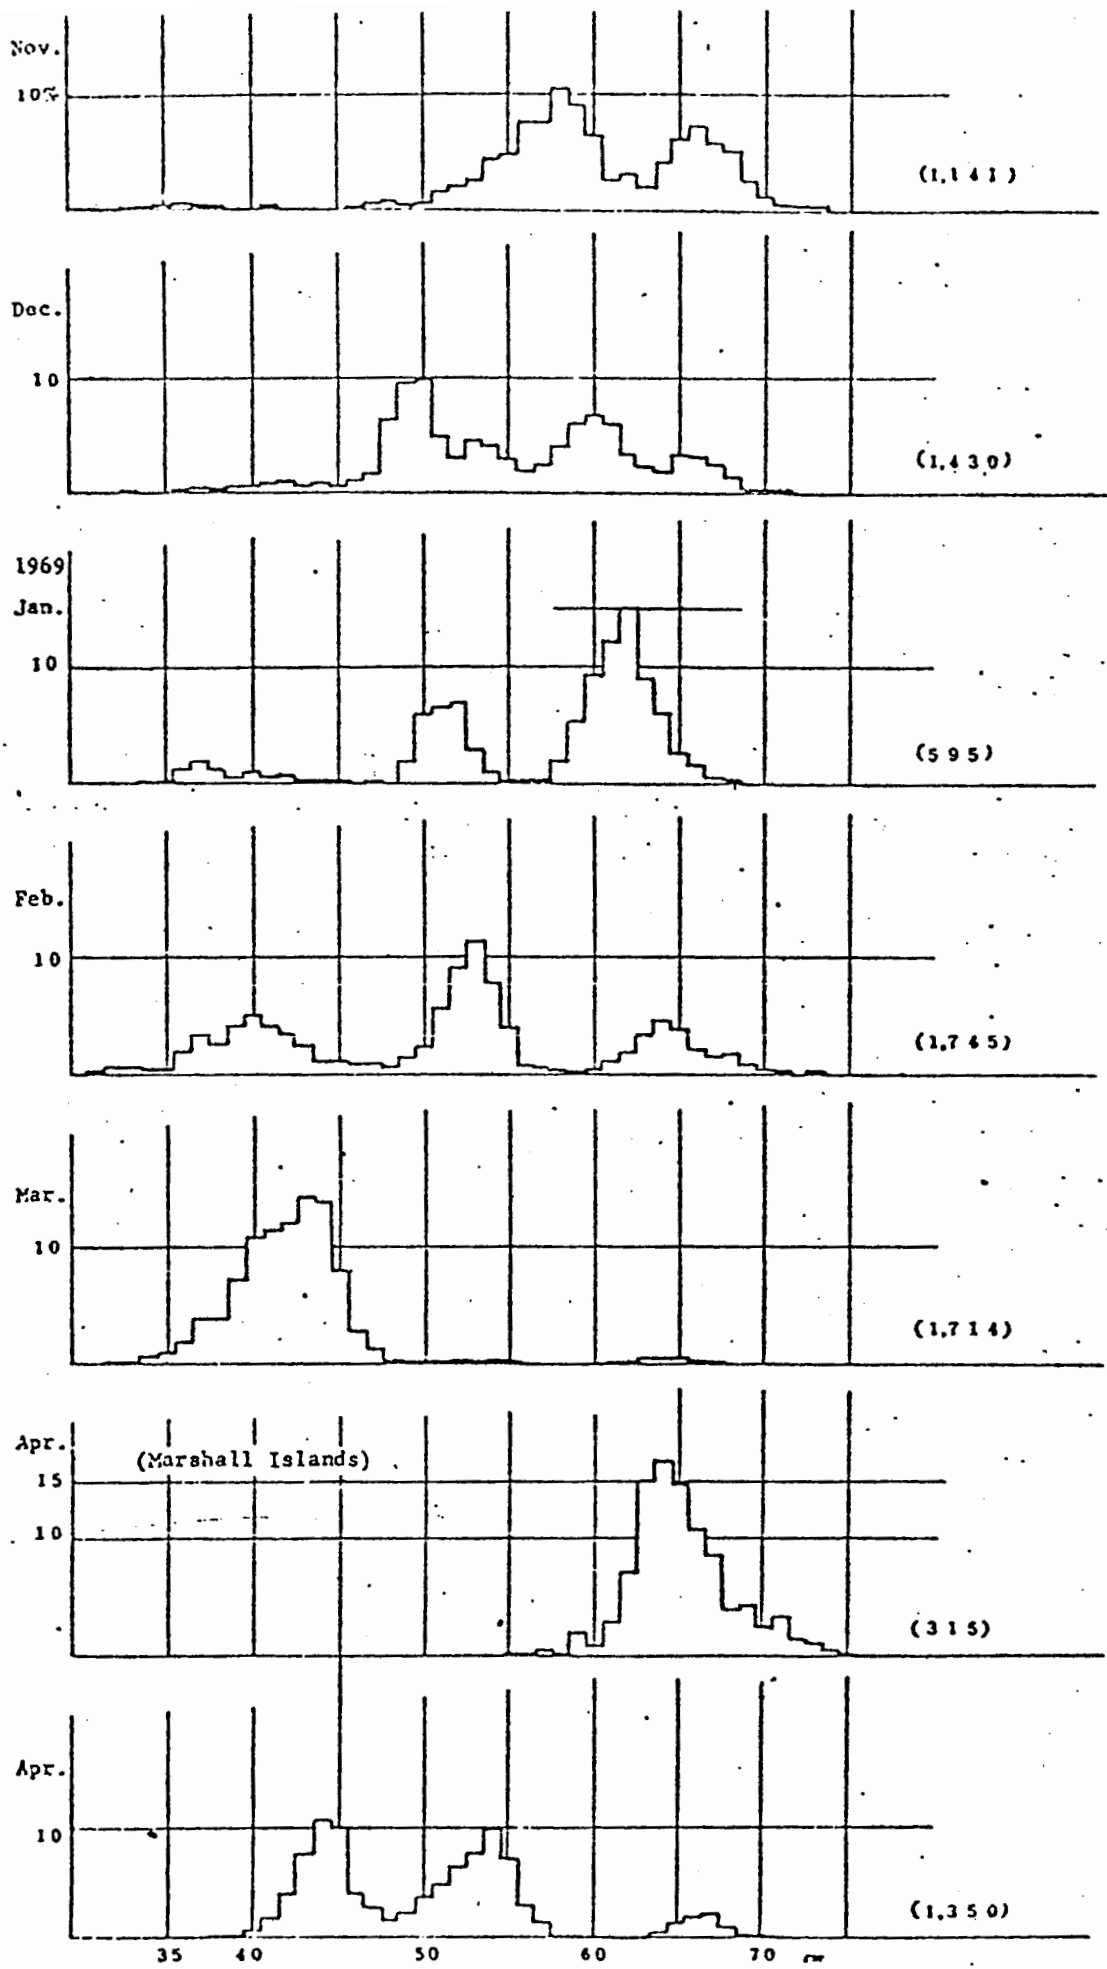 Nov.
10%
(1,141)
Dec.
10
(1,430)
1969
Jan.
10
(595)
Feb.
10
(1,745)
Mar.
10
(1,714)
Apr.
(Marshall Islands)
15
10
(315)
Apr.
10
(1,350)
35 40 50 60 70 cm